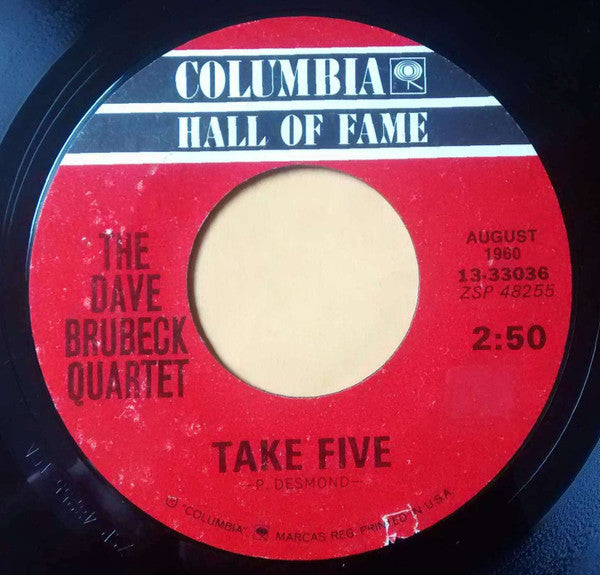 COLUMBIA
HALL OF FAME
THE
DAVE
BRUBECK
QUARTET
AUGUST
1960
13-33036
ZSP 48255
2:50
TAKE FIVE
—P. DESMOND—
"COLUMBIA" MARCAS REG. PRINTED IN U.S.A.